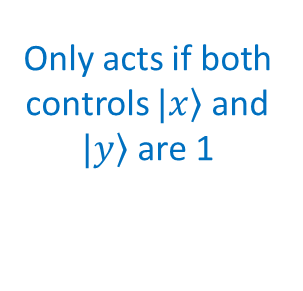 Only acts if both
controls |𝑥⟩ and
|𝑦⟩ are 1